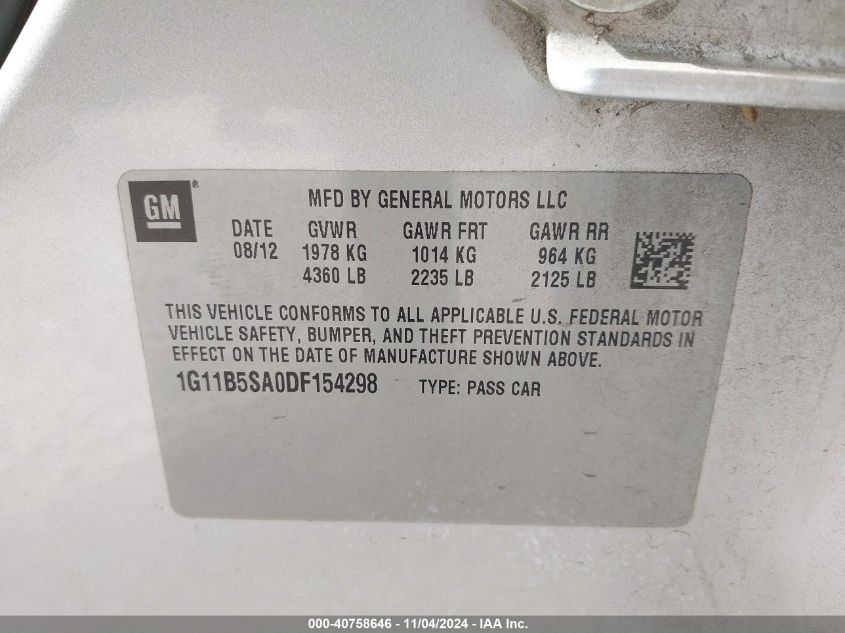 GM ®
MFD BY GENERAL MOTORS LLC
DATE GVWR GAWR FRT GAWR RR
08/12 1978 KG 1014 KG 964 KG
4360 LB 2235 LB 2125 LB
THIS VEHICLE CONFORMS TO ALL APPLICABLE U.S. FEDERAL MOTOR
VEHICLE SAFETY, BUMPER, AND THEFT PREVENTION STANDARDS IN
EFFECT ON THE DATE OF MANUFACTURE SHOWN ABOVE.
1G11B5SA0DF154298 TYPE: PASS CAR
000-40758646 - 11/04/2024 - IAA Inc.